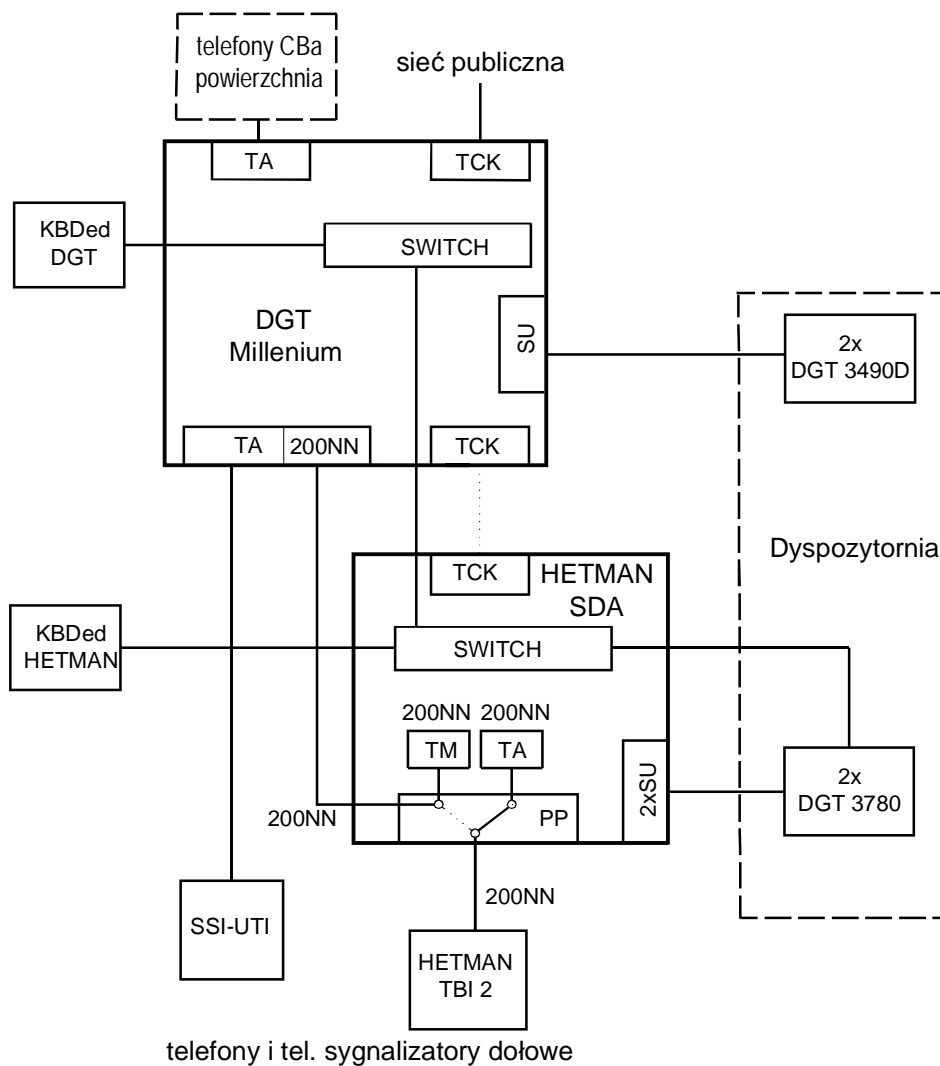 telefony CBa
powierzchnia
sieć publiczna
TA
TCK
KBDed
DGT
SWITCH
DGT
Millenium
SU
2x
DGT 3490D
TA
200NN
TCK
Dyspozytornia
TCK
HETMAN
SDA
KBDed
HETMAN
SWITCH
200NN
200NN
TM
TA
2xSU
2x
DGT 3780
200NN
PP
200NN
SSI-UTI
HETMAN
TBI 2
telefony i tel. sygnalizatory dołowe